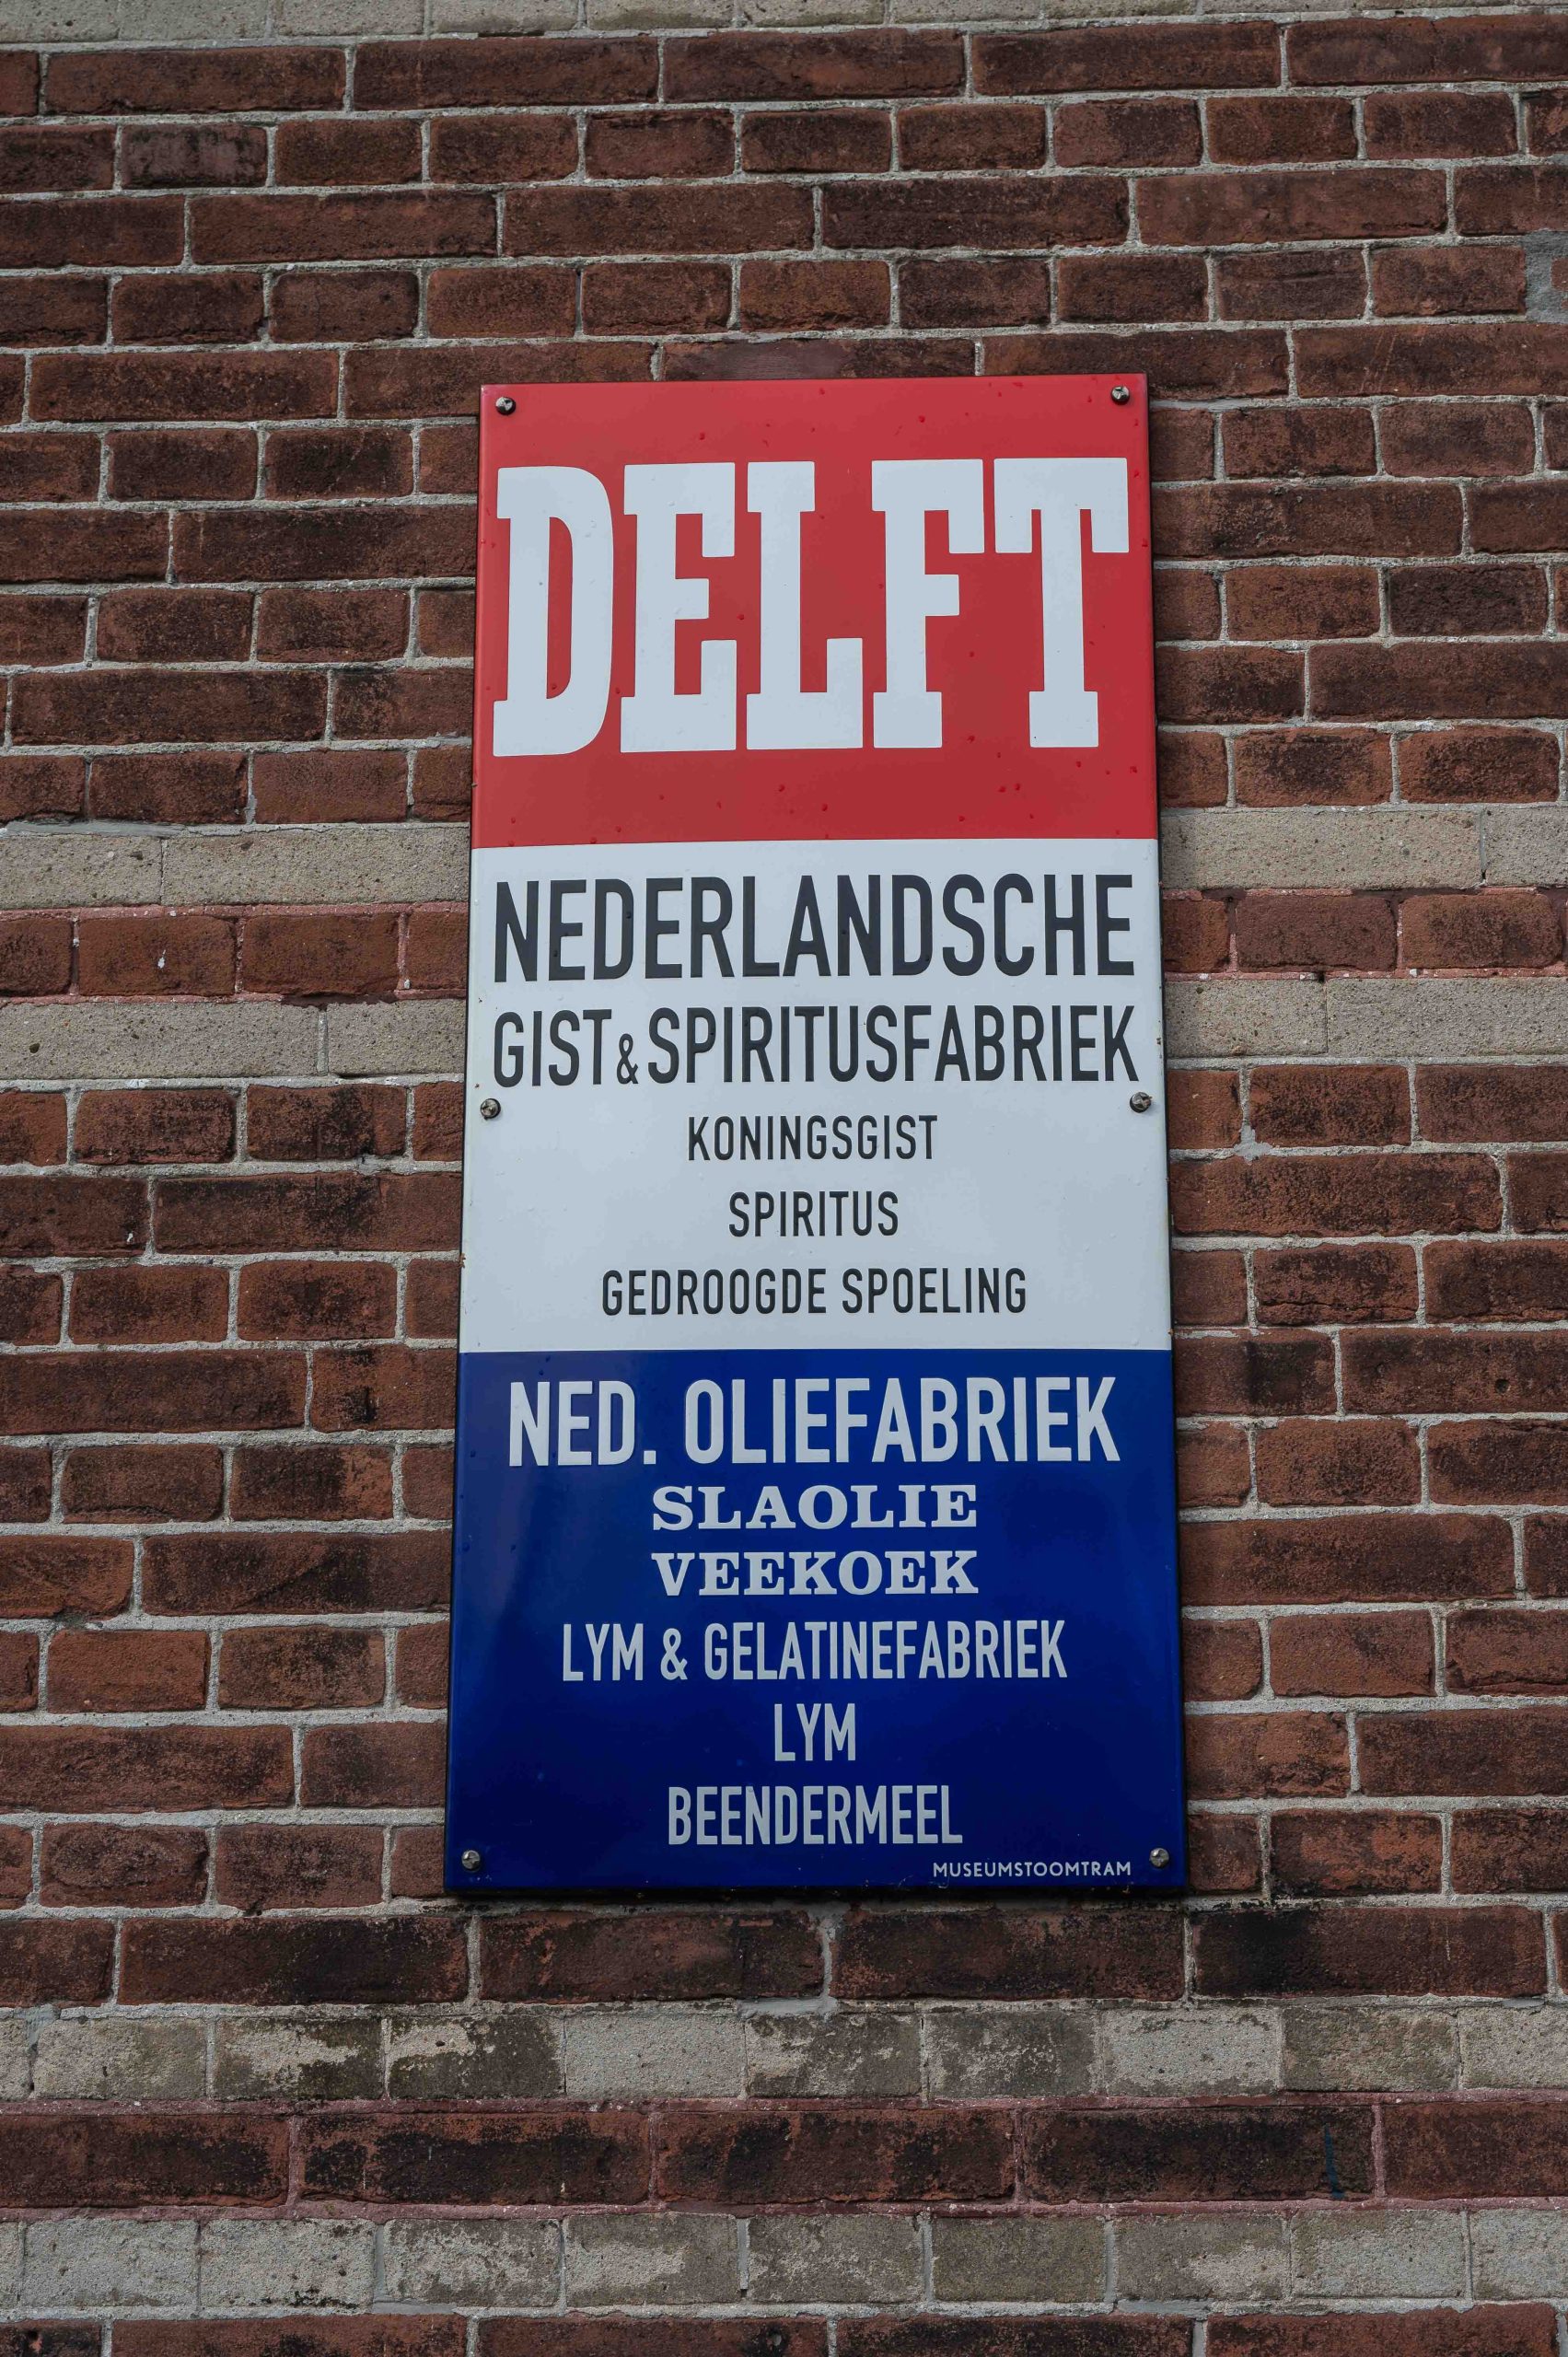 DELFT
NEDERLANDSCHE
GIST & SPIRITUSFABRIEK
KONINGSGIST
SPIRITUS
GEDROOGDE SPOELING
NED. OLIEFABRIEK
SLAOLIE
VEEKOEK
LYM & GELATINEFABRIEK
LYM
BEENDERMEEL
MUSEUMSTOOMTRAM